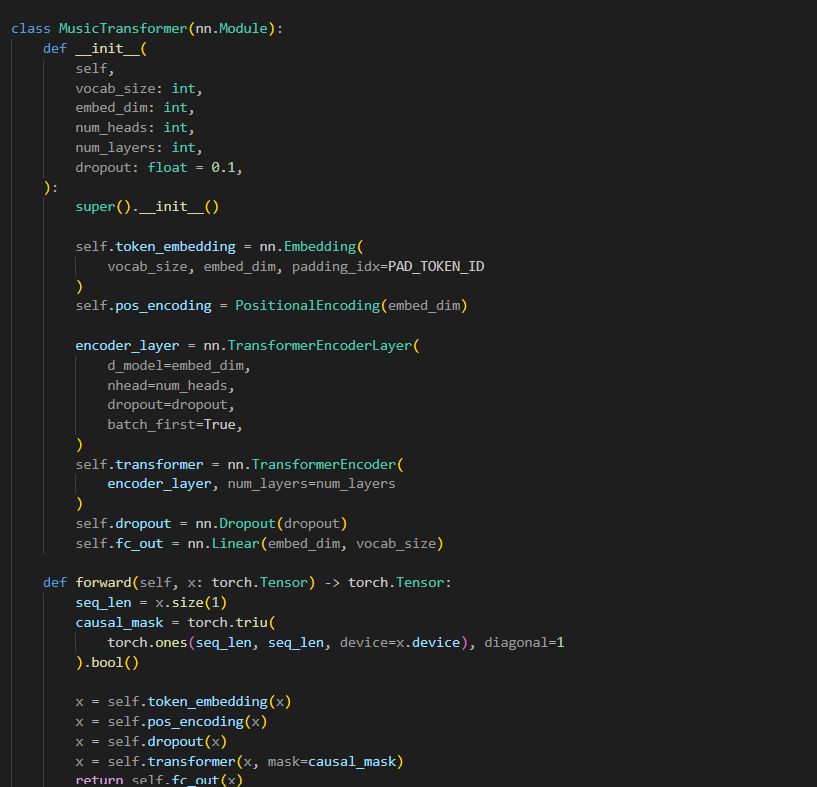 class MusicTransformer(nn.Module):
    def __init__(
        self,
        vocab_size: int,
        embed_dim: int,
        num_heads: int,
        num_layers: int,
        dropout: float = 0.1,
    ):
        super().__init__()

        self.token_embedding = nn.Embedding(
            vocab_size, embed_dim, padding_idx=PAD_TOKEN_ID
        )
        self.pos_encoding = PositionalEncoding(embed_dim)

        encoder_layer = nn.TransformerEncoderLayer(
            d_model=embed_dim,
            nhead=num_heads,
            dropout=dropout,
            batch_first=True,
        )
        self.transformer = nn.TransformerEncoder(
            encoder_layer, num_layers=num_layers
        )
        self.dropout = nn.Dropout(dropout)
        self.fc_out = nn.Linear(embed_dim, vocab_size)

    def forward(self, x: torch.Tensor) -> torch.Tensor:
        seq_len = x.size(1)
        causal_mask = torch.triu(
            torch.ones(seq_len, seq_len, device=x.device), diagonal=1
        ).bool()

        x = self.token_embedding(x)
        x = self.pos_encoding(x)
        x = self.dropout(x)
        x = self.transformer(x, mask=causal_mask)
        return self.fc_out(x)